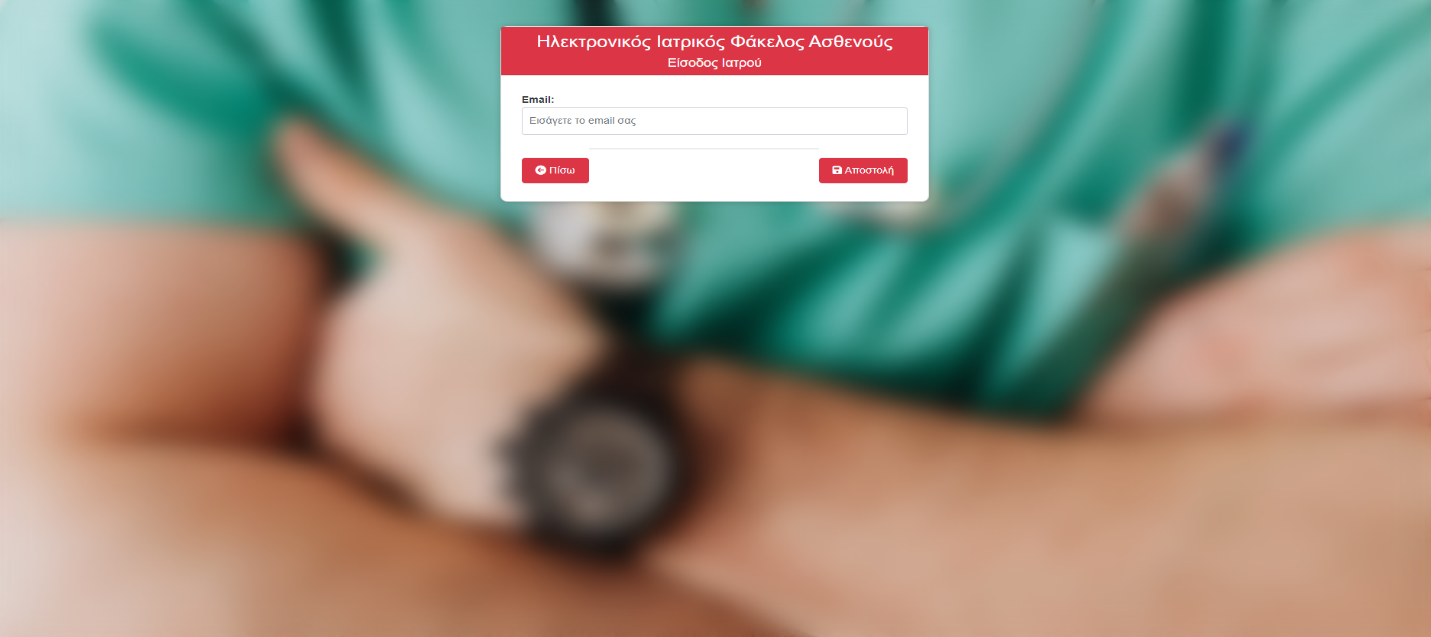 Ηλεκτρονικός Ιατρικός Φάκελος Ασθενούς
Είσοδος Ιατρού
Email:
Εισάγετε το email σας
Πίσω
Αποστολή